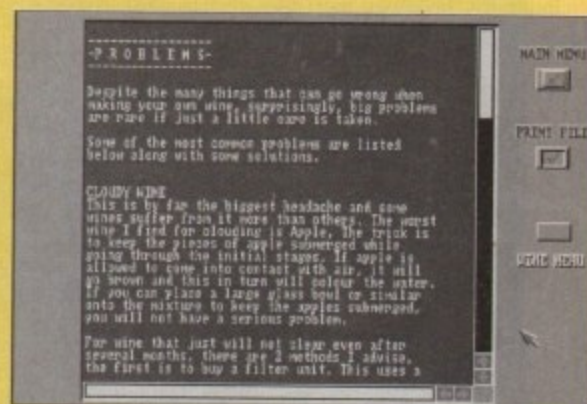 -PROBLEMS-
Despite the many things that can go wrong when
making your own wine, surprisingly, big problems
are rare if just a little care is taken.
Some of the most common problems are listed
below along with some solutions.
CLOUDY WINE
This is by far the biggest headache and some
wines suffer from it more than others. The worst
wine I find for clouding is Apple. The trick is
to keep the pieces of apple submerged while
going through the initial stages. If apple is
allowed to come into contact with air, it will
go brown and this in turn will colour the water.
If you can place a large glass bowl or similar
onto the mixture to keep the apples submerged,
you will not have a serious problem.
For wine that just will not clear even after
several months, there are 2 methods I advise,
the first is to buy a filter unit. This uses a
MAIN MENU
PRINT FILE
WINE MENU